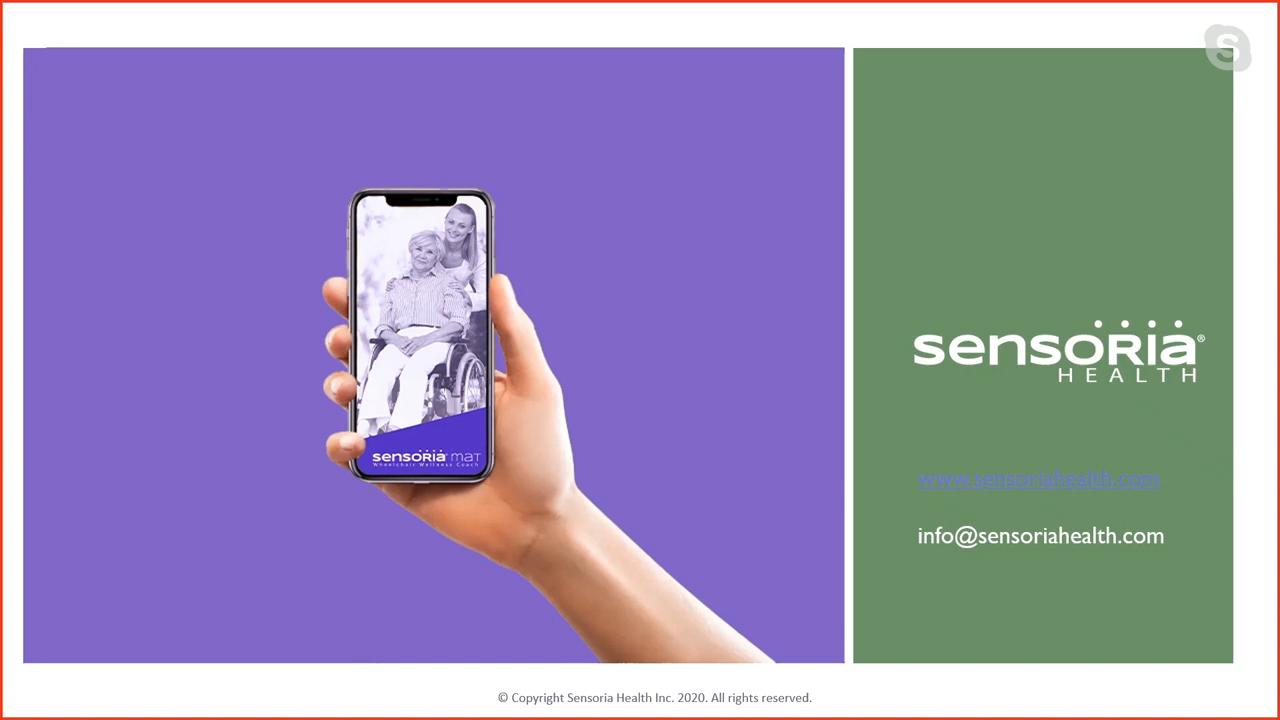 sensoria mat
Wheelchair Wellness Coach
S
sensoria®
HEALTH
www.sensoriahealth.com
info@sensoriahealth.com
© Copyright Sensoria Health Inc. 2020. All rights reserved.